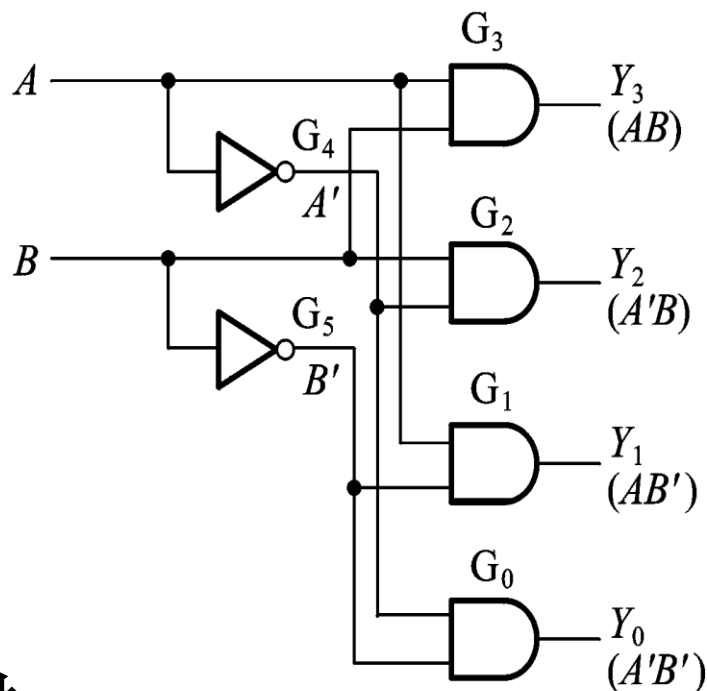 G₃
A
Y₃
(AB)
G₄
A′
G₂
B
Y₂
(A′B)
G₅
B′
G₁
Y₁
(AB′)
G₀
Y₀
(A′B′)